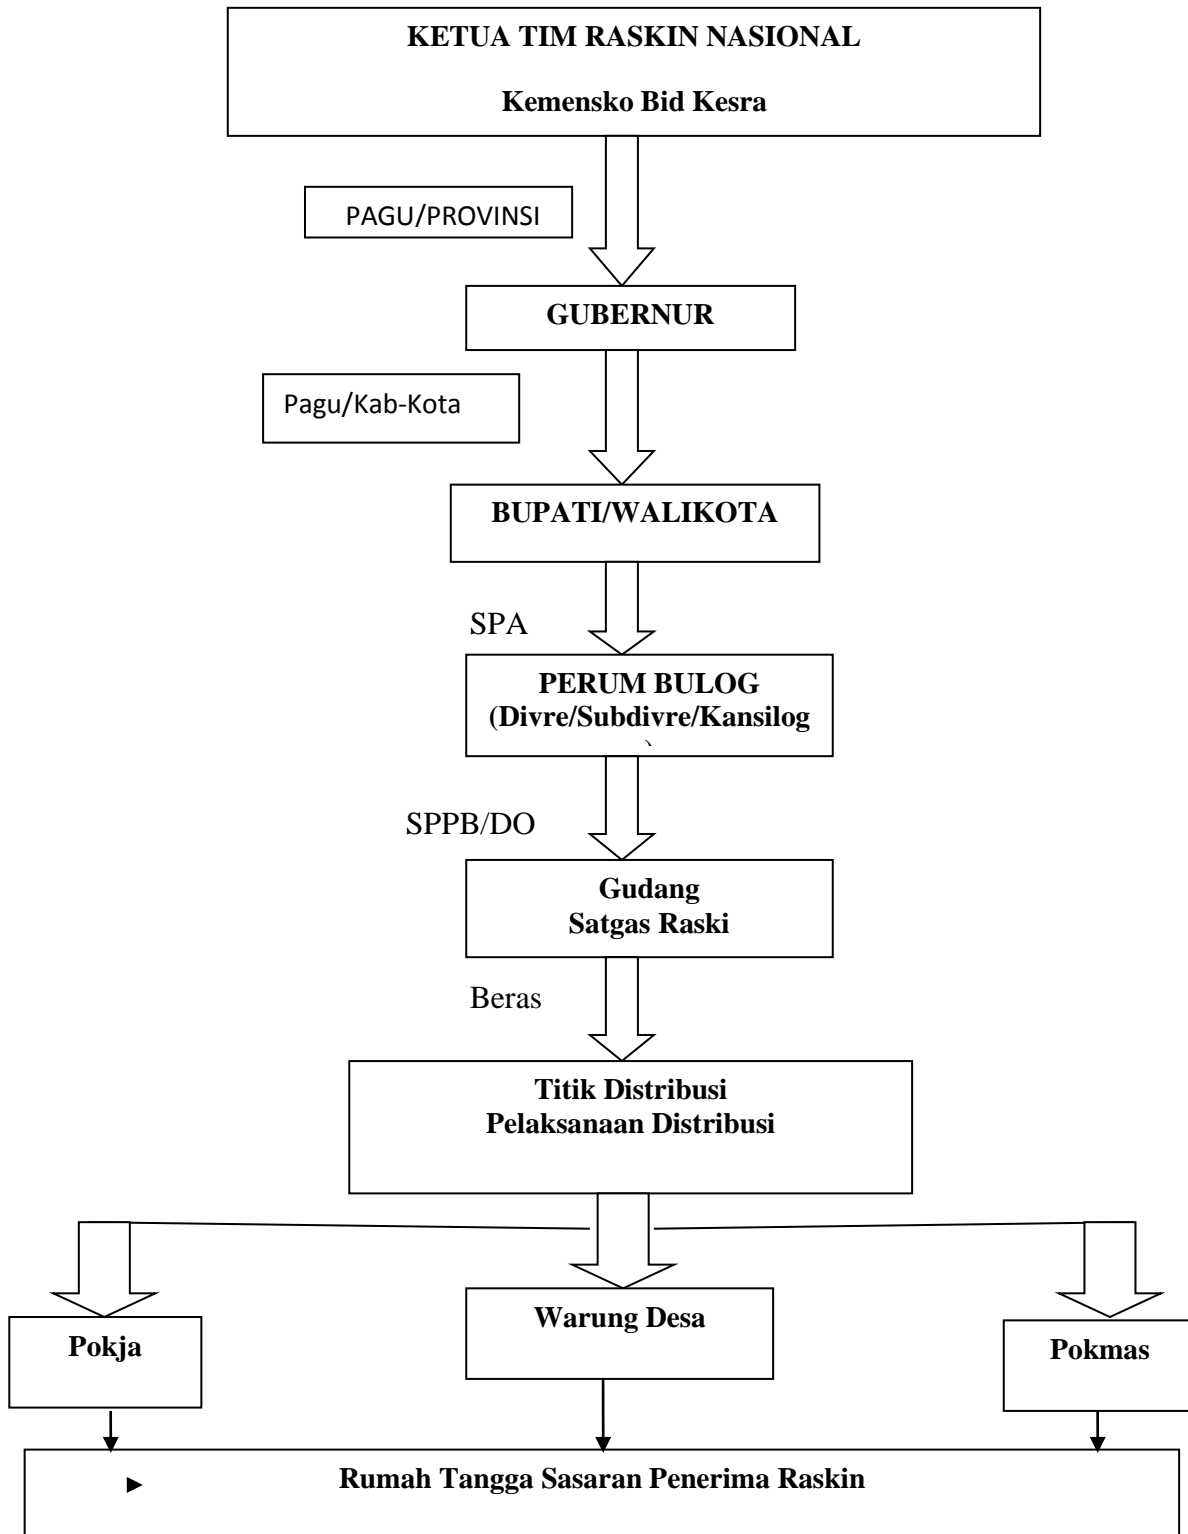 KETUA TIM RASKIN NASIONAL
Kemensko Bid Kesra
PAGU/PROVINSI
GUBERNUR
Pagu/Kab-Kota
BUPATI/WALIKOTA
SPA
PERUM BULOG
(Divre/Subdivre/Kansilog
SPPB/DO
Gudang
Satgas Raski
Beras
Titik Distribusi
Pelaksanaan Distribusi
Pokja
Warung Desa
Pokmas
Rumah Tangga Sasaran Penerima Raskin